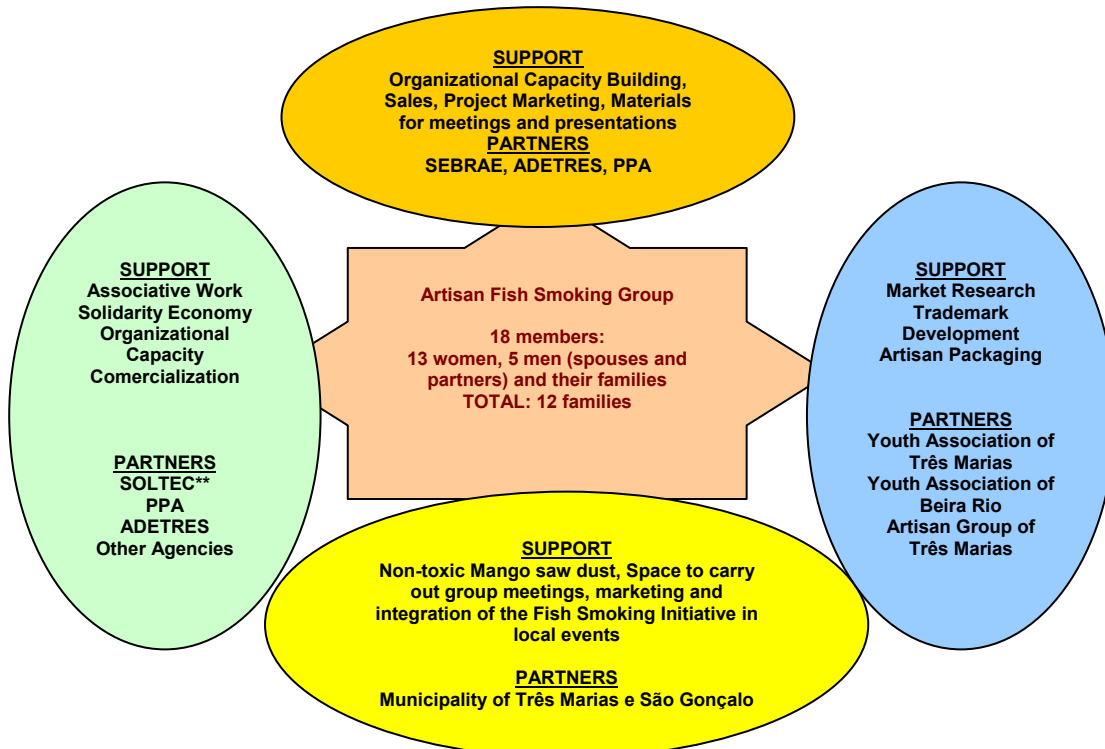 SUPPORT
Organizational Capacity Building,
Sales, Project Marketing, Materials
for meetings and presentations
PARTNERS
SEBRAE, ADETRES, PPA
SUPPORT
Associative Work
Solidarity Economy
Organizational
Capacity
Comercialization
PARTNERS
SOLTEC**
PPA
ADETRES
Other Agencies
Artisan Fish Smoking Group
18 members:
13 women, 5 men (spouses and
partners) and their families
TOTAL: 12 families
SUPPORT
Market Research
Trademark
Development
Artisan Packaging
PARTNERS
Youth Association of
Três Marias
Youth Association of
Beira Rio
Artisan Group of
Três Marias
SUPPORT
Non-toxic Mango saw dust, Space to carry
out group meetings, marketing and
integration of the Fish Smoking Initiative in
local events
PARTNERS
Municipality of Três Marias e São Gonçalo